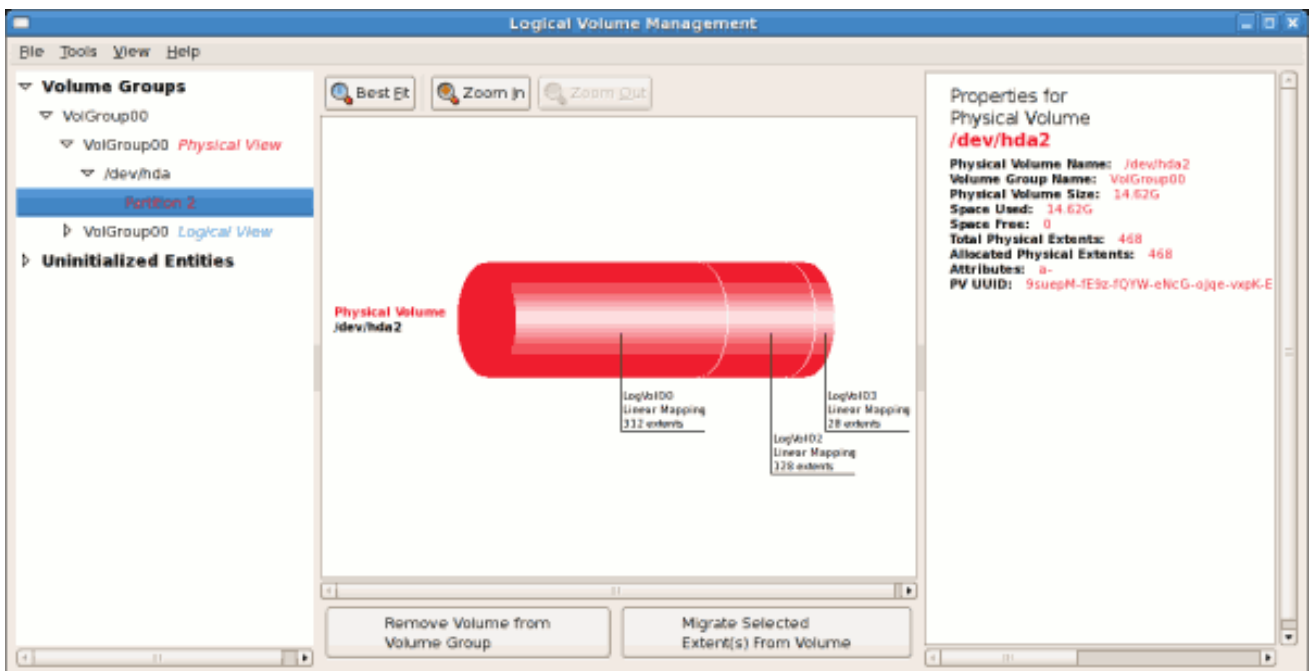 Logical Volume Management
File Tools View Help
Volume Groups
VolGroup00
VolGroup00 Physical View
/dev/hda
Partition 2
VolGroup00 Logical View
Uninitialized Entities
Best Fit Zoom In Zoom Out
Physical Volume
/dev/hda2
LogVol00
Linear Mapping
312 extents
LogVol02
Linear Mapping
128 extents
LogVol03
Linear Mapping
28 extents
Remove Volume from
Volume Group
Migrate Selected
Extent(s) From Volume
Properties for
Physical Volume
/dev/hda2
Physical Volume Name: /dev/hda2
Volume Group Name: VolGroup00
Physical Volume Size: 14.62G
Space Used: 14.62G
Space Free: 0
Total Physical Extents: 468
Allocated Physical Extents: 468
Attributes: a-
PV UUID: 9suepM-fE9z-fQYW-eNcG-ojqe-vxpK-E